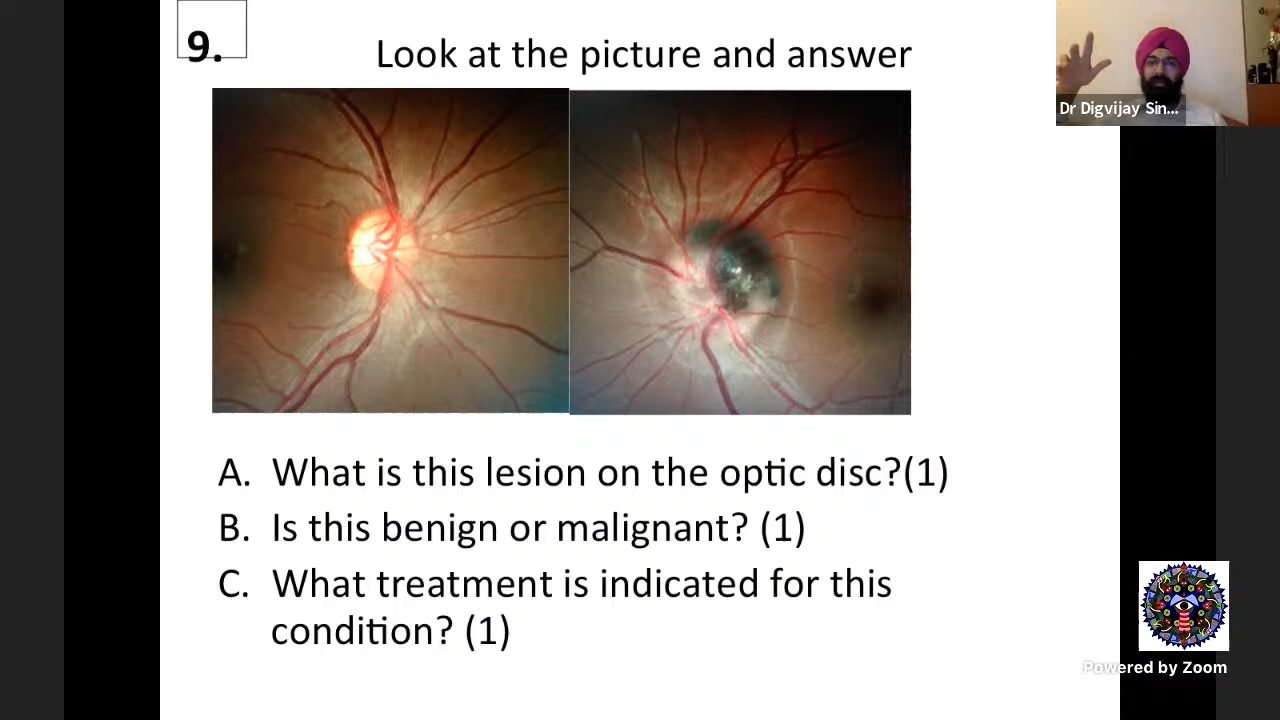 9.
Look at the picture and answer
Dr Digvijay Sin...
A. What is this lesion on the optic disc?(1)
B. Is this benign or malignant? (1)
C. What treatment is indicated for this
condition? (1)
Powered by Zoom